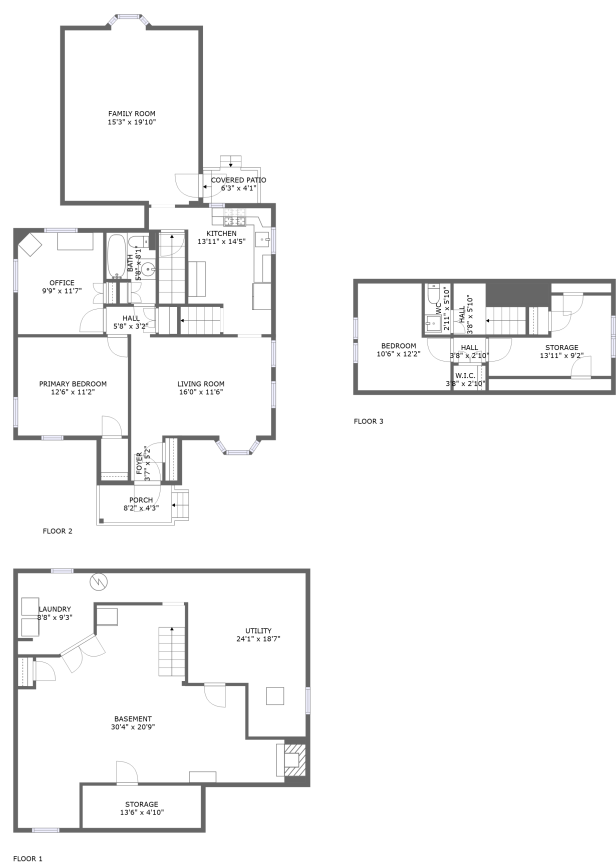 FAMILY ROOM
15'3" x 19'10"
COVERED PATIO
6'3" x 4'1"
KITCHEN
13'11" x 14'5"
BATH
5'8" x 8'1"
OFFICE
9'9" x 11'7"
HALL
5'8" x 3'2"
PRIMARY BEDROOM
12'6" x 11'2"
LIVING ROOM
16'0" x 11'6"
FOYER
3'7" x 5'2"
PORCH
8'2" x 4'3"
FLOOR 2
WC
2'11" x 5'10"
HALL
3'8" x 5'10"
BEDROOM
10'6" x 12'2"
HALL
3'8" x 2'10"
STORAGE
13'11" x 9'2"
W.I.C.
3'8" x 2'10"
FLOOR 3
LAUNDRY
8'8" x 9'3"
UTILITY
24'1" x 18'7"
BASEMENT
30'4" x 20'9"
STORAGE
13'6" x 4'10"
FLOOR 1